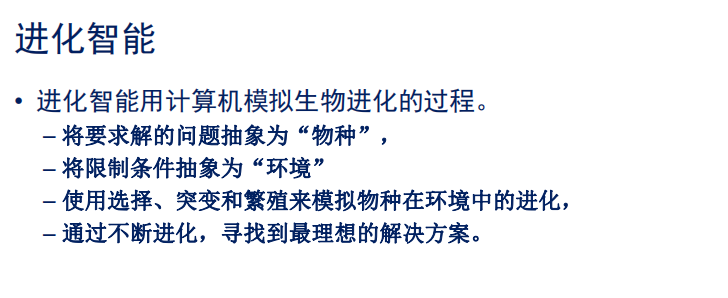 进化智能
• 进化智能用计算机模拟生物进化的过程。
– 将要求解的问题抽象为“物种”，
– 将限制条件抽象为“环境”
– 使用选择、突变和繁殖来模拟物种在环境中的进化，
– 通过不断进化，寻找到最理想的解决方案。